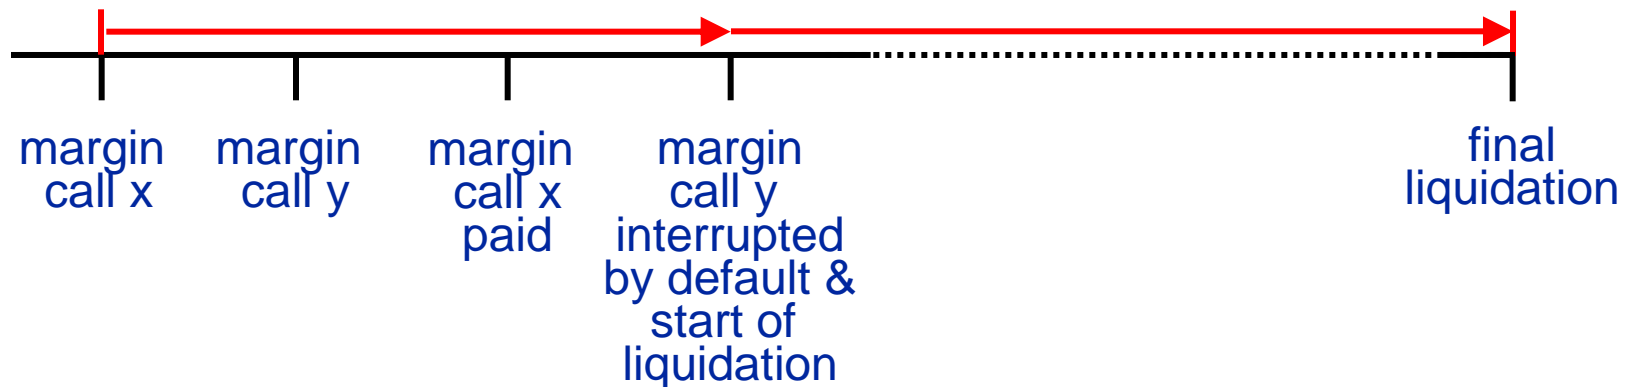 margin
call x
margin
call y
margin
call x
paid
margin
call y
interrupted
by default &
start of
liquidation
final
liquidation